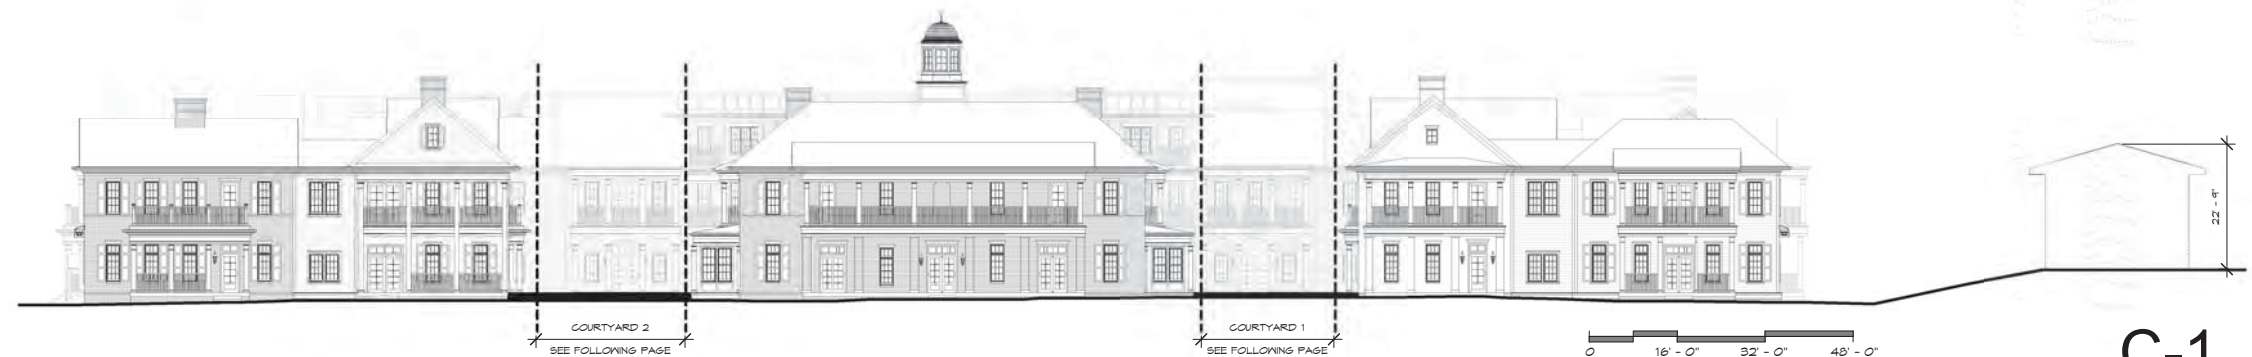 22' - 9"
COURTYARD 2
SEE FOLLOWING PAGE
COURTYARD 1
SEE FOLLOWING PAGE
0 16' - 0" 32' - 0" 48' - 0"
C-1